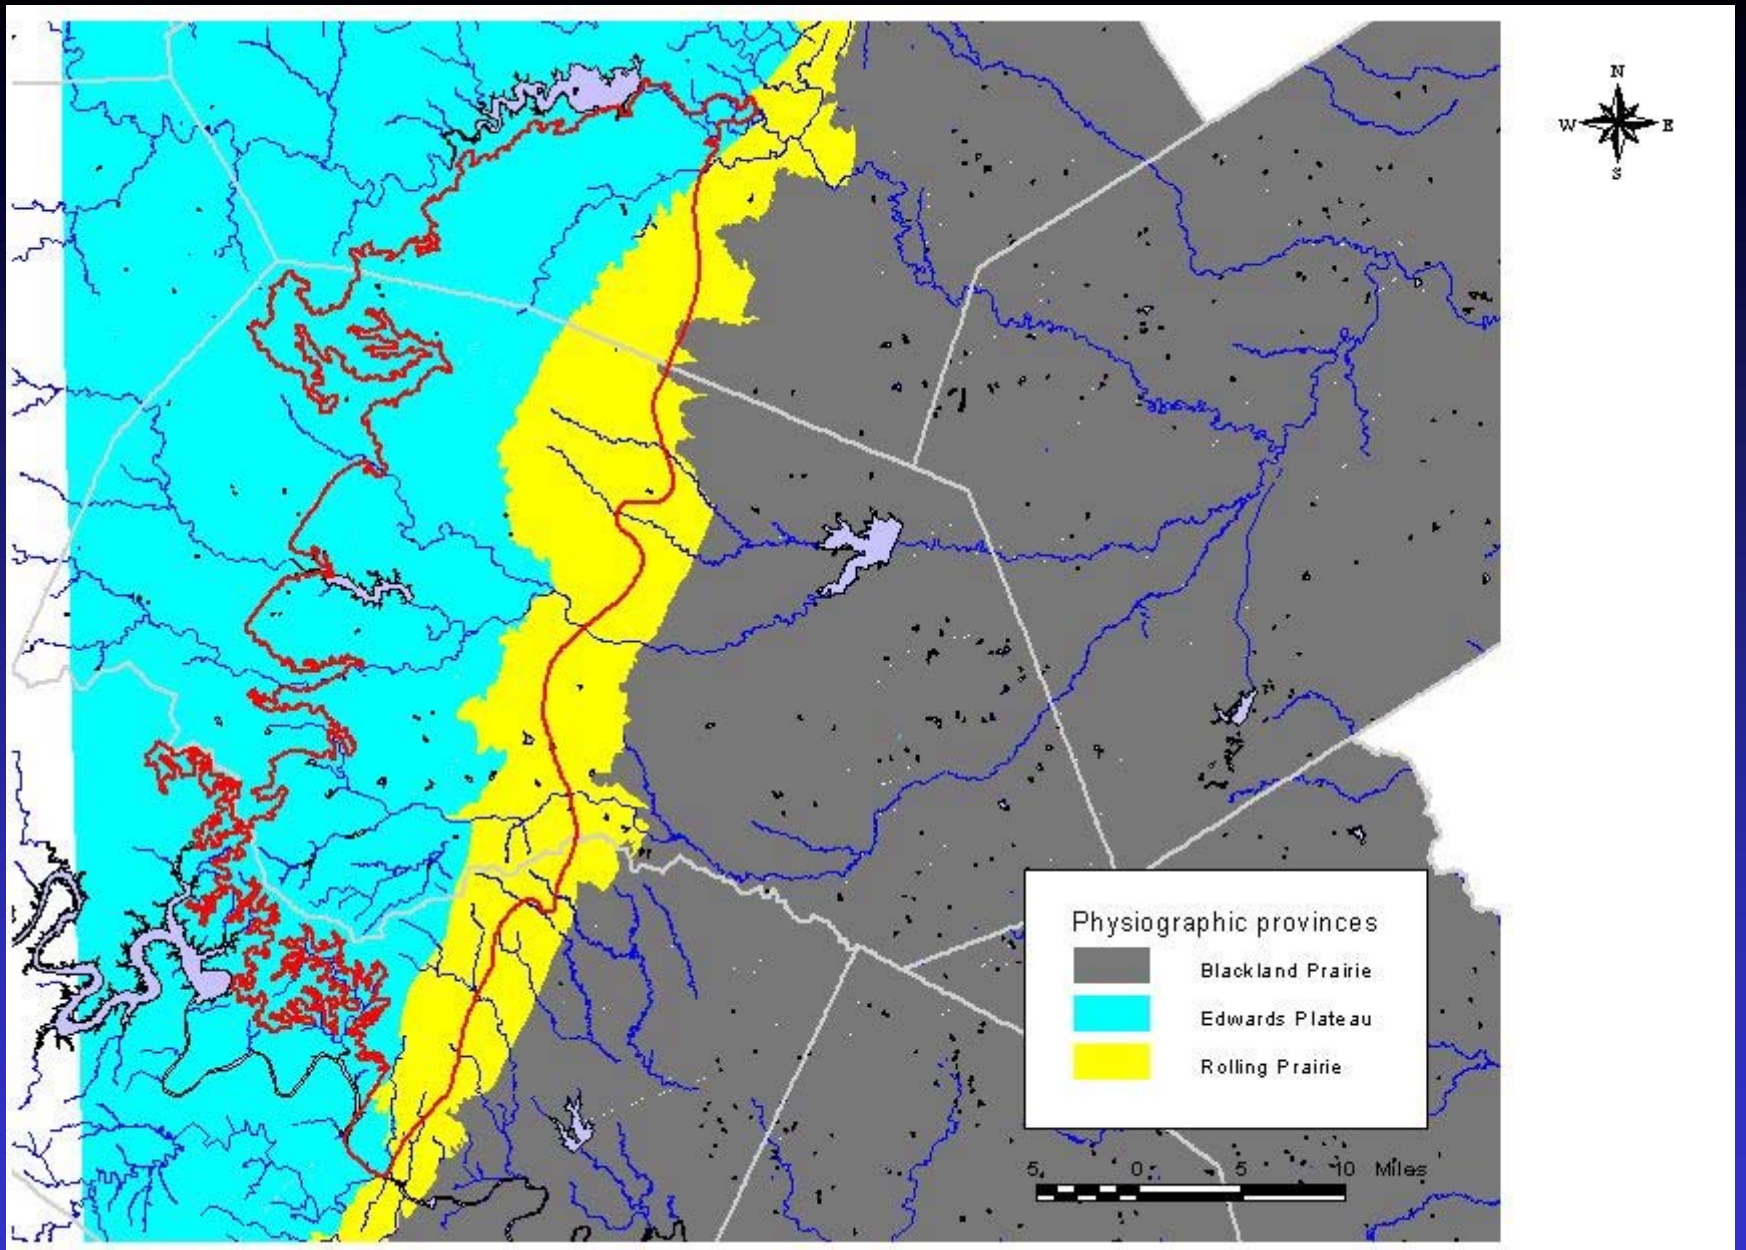 N
W E
S
Physiographic provinces
Blackland Prairie
Edwards Plateau
Rolling Prairie
5 0 5 10 Miles